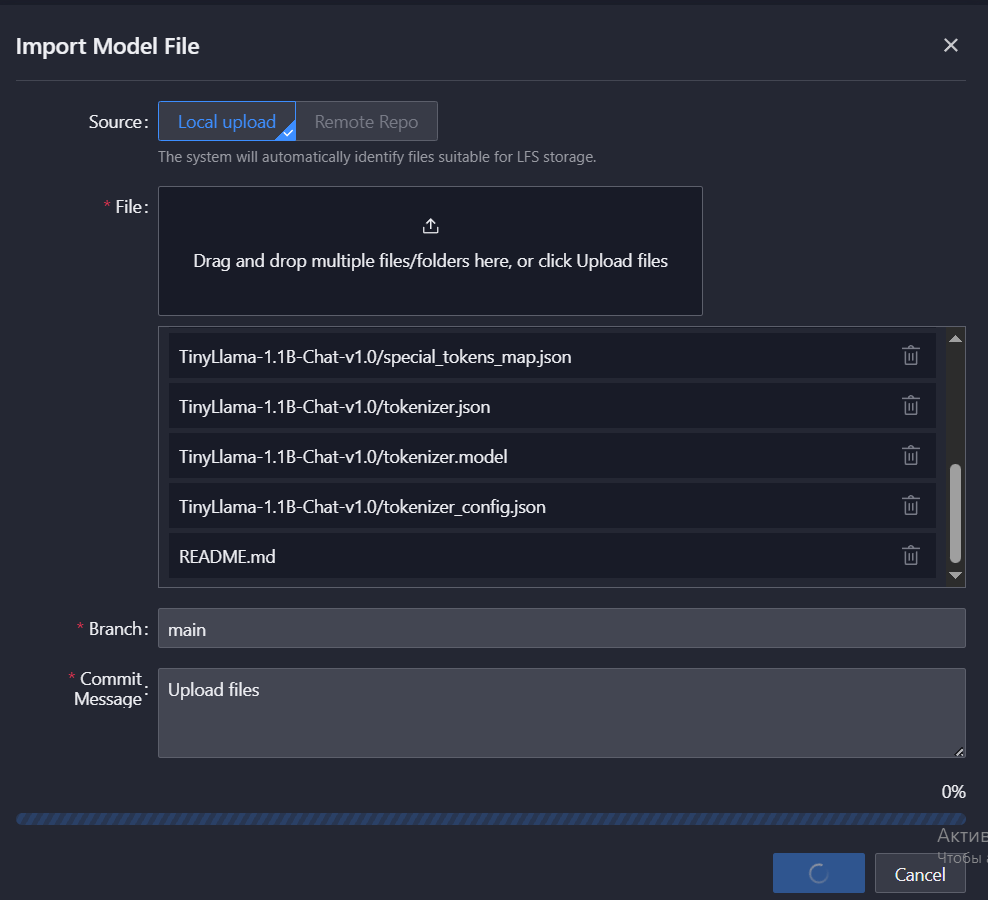 Import Model File
Source: Local upload Remote Repo
The system will automatically identify files suitable for LFS storage.
* File:
Drag and drop multiple files/folders here, or click Upload files
TinyLlama-1.1B-Chat-v1.0/special_tokens_map.json
TinyLlama-1.1B-Chat-v1.0/tokenizer.json
TinyLlama-1.1B-Chat-v1.0/tokenizer.model
TinyLlama-1.1B-Chat-v1.0/tokenizer_config.json
README.md
* Branch: main
* Commit
Message: Upload files
0%
Актив
Чтобы
Cancel